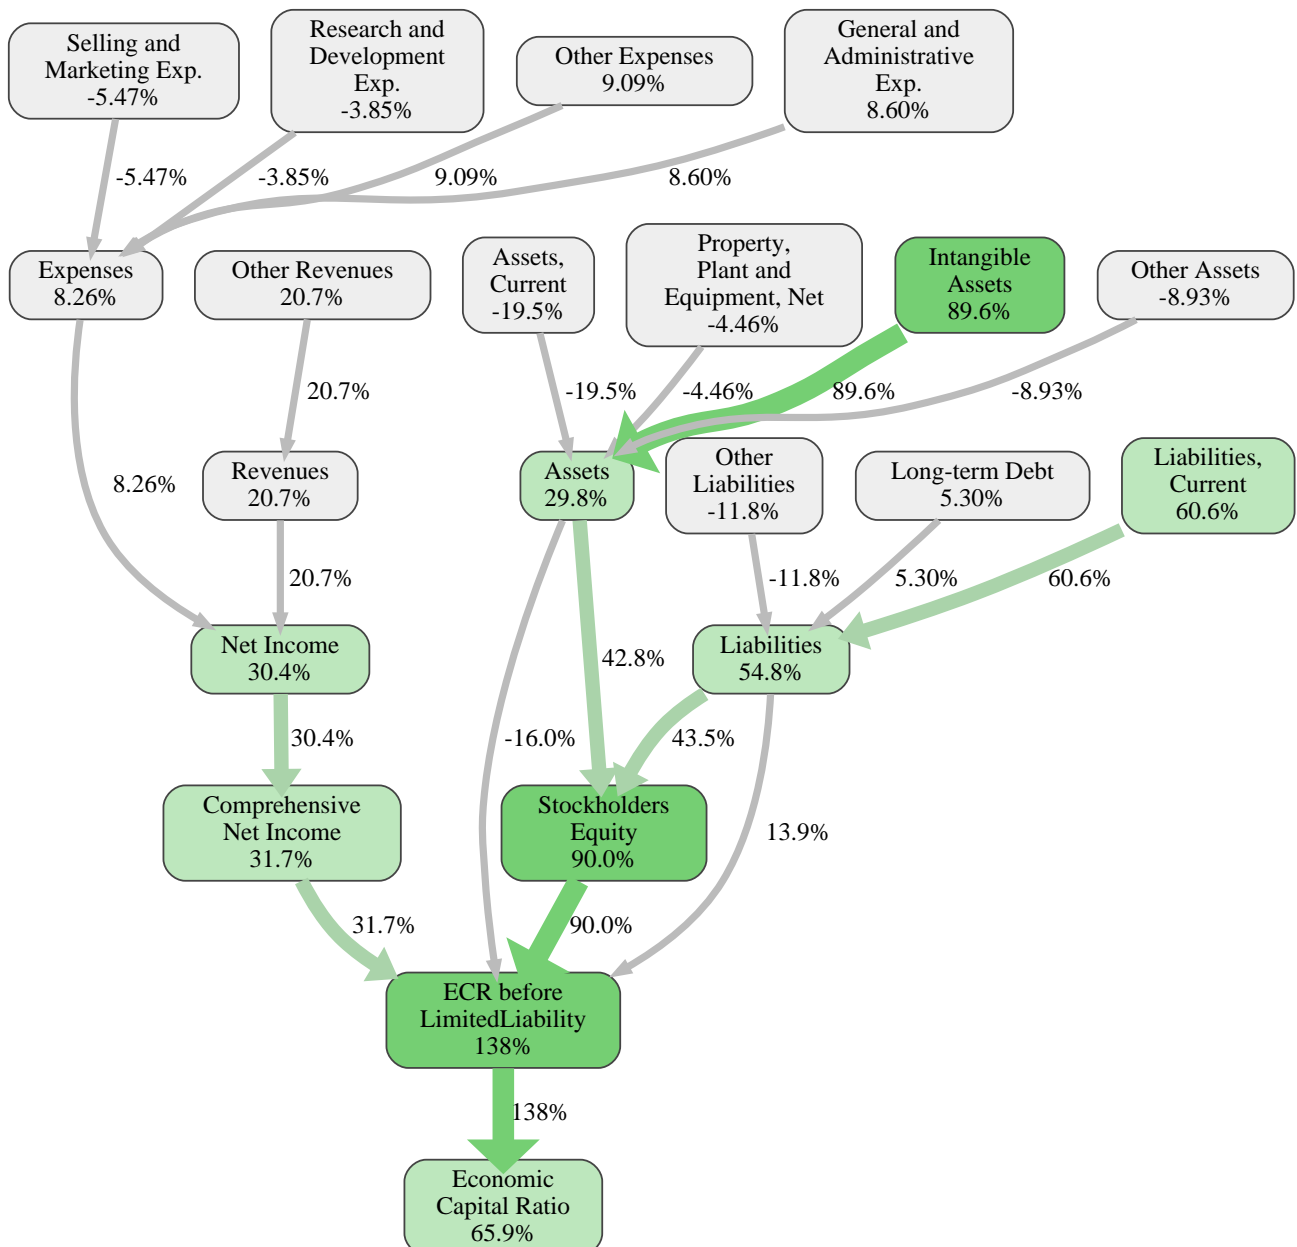 Selling and
Marketing Exp.
-5.47%
Research and
Development
Exp.
-3.85%
Other Expenses
9.09%
General and
Administrative
Exp.
8.60%
-5.47%
-3.85%
9.09%
8.60%
Expenses
8.26%
Other Revenues
20.7%
Assets,
Current
-19.5%
Property,
Plant and
Equipment, Net
-4.46%
Intangible
Assets
89.6%
Other Assets
-8.93%
20.7%
-19.5%
-4.46%
89.6%
-8.93%
8.26%
Revenues
20.7%
Assets
29.8%
Other
Liabilities
-11.8%
Long-term Debt
5.30%
Liabilities,
Current
60.6%
20.7%
-11.8%
5.30%
60.6%
Net Income
30.4%
42.8%
Liabilities
54.8%
30.4%
-16.0%
43.5%
13.9%
Comprehensive
Net Income
31.7%
Stockholders
Equity
90.0%
31.7%
90.0%
ECR before
LimitedLiability
138%
138%
Economic
Capital Ratio
65.9%